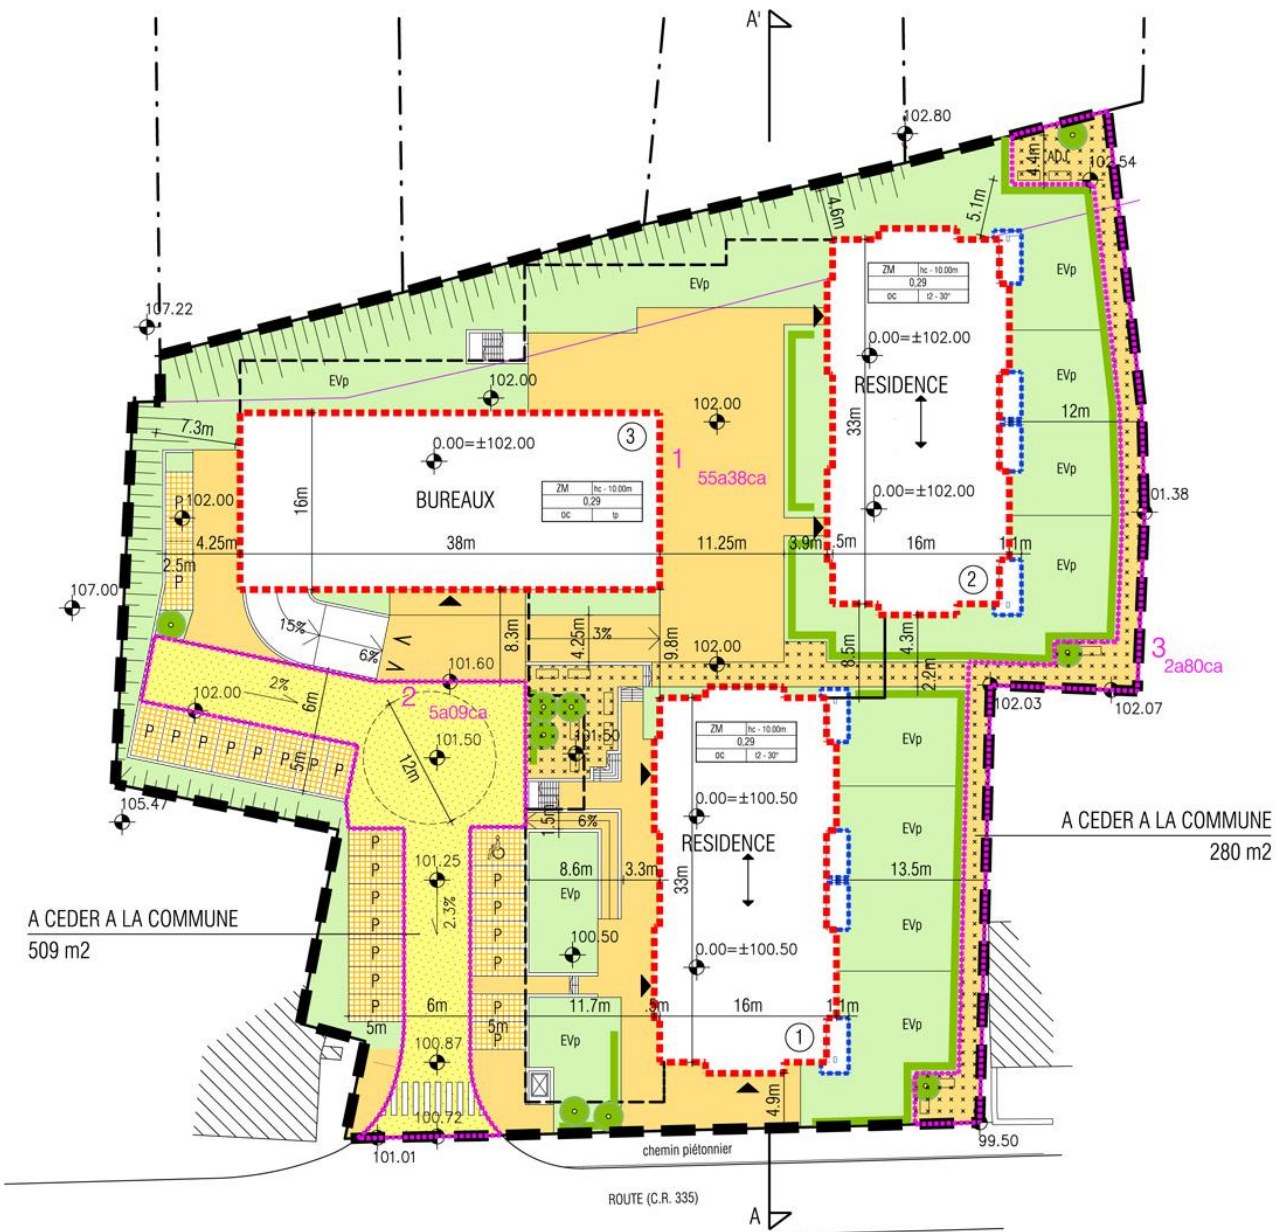 A'
102.80
ADJ
4.4m
102.54
4.6m
5.1m
107.22
EVp
EVp
ZM hc - 10.00m
0,29
oc t2 - 30°
0.00=±102.00
RESIDENCE
33m
0.00=±102.00
EVp
12m
EVp
EVp
102.00
102.00
7.3m
0.00=±102.00
3
1
55a38ca
16m
BUREAUX
ZM hc - 10.00m
0,29
oc tp
P
102.00
01.38
4.25m
38m
11.25m
3.9m
.5m
16m
1.1m
2.5m
P
EVp
2
107.00
15%
6%
8.3m
3%
4.25m
9.8m
102.00
8.5m
4.3m
2.2m
3
2a80ca
101.60
2
5a09ca
102.00
2%
6m
102.03
102.07
P P P P P P P P
5m
101.50
12m
101.50
ZM hc - 10.00m
0,29
oc t2 - 30°
EVp
0.00=±100.50
105.47
1.5m
6%
RESIDENCE
EVp
A CEDER A LA COMMUNE
280 m2
P
P
P
P
P
P
P
101.25
2.3%
P
P
P
P
8.6m
3.3m
33m
13.5m
EVp
A CEDER A LA COMMUNE
509 m2
EVp
100.50
0.00=±100.50
6m
5m
5m
P
P
11.7m
.5m
16m
1.1m
EVp
EVp
1
100.87
4.9m
100.72
101.01
99.50
chemin piétonnier
ROUTE (C.R. 335)
A